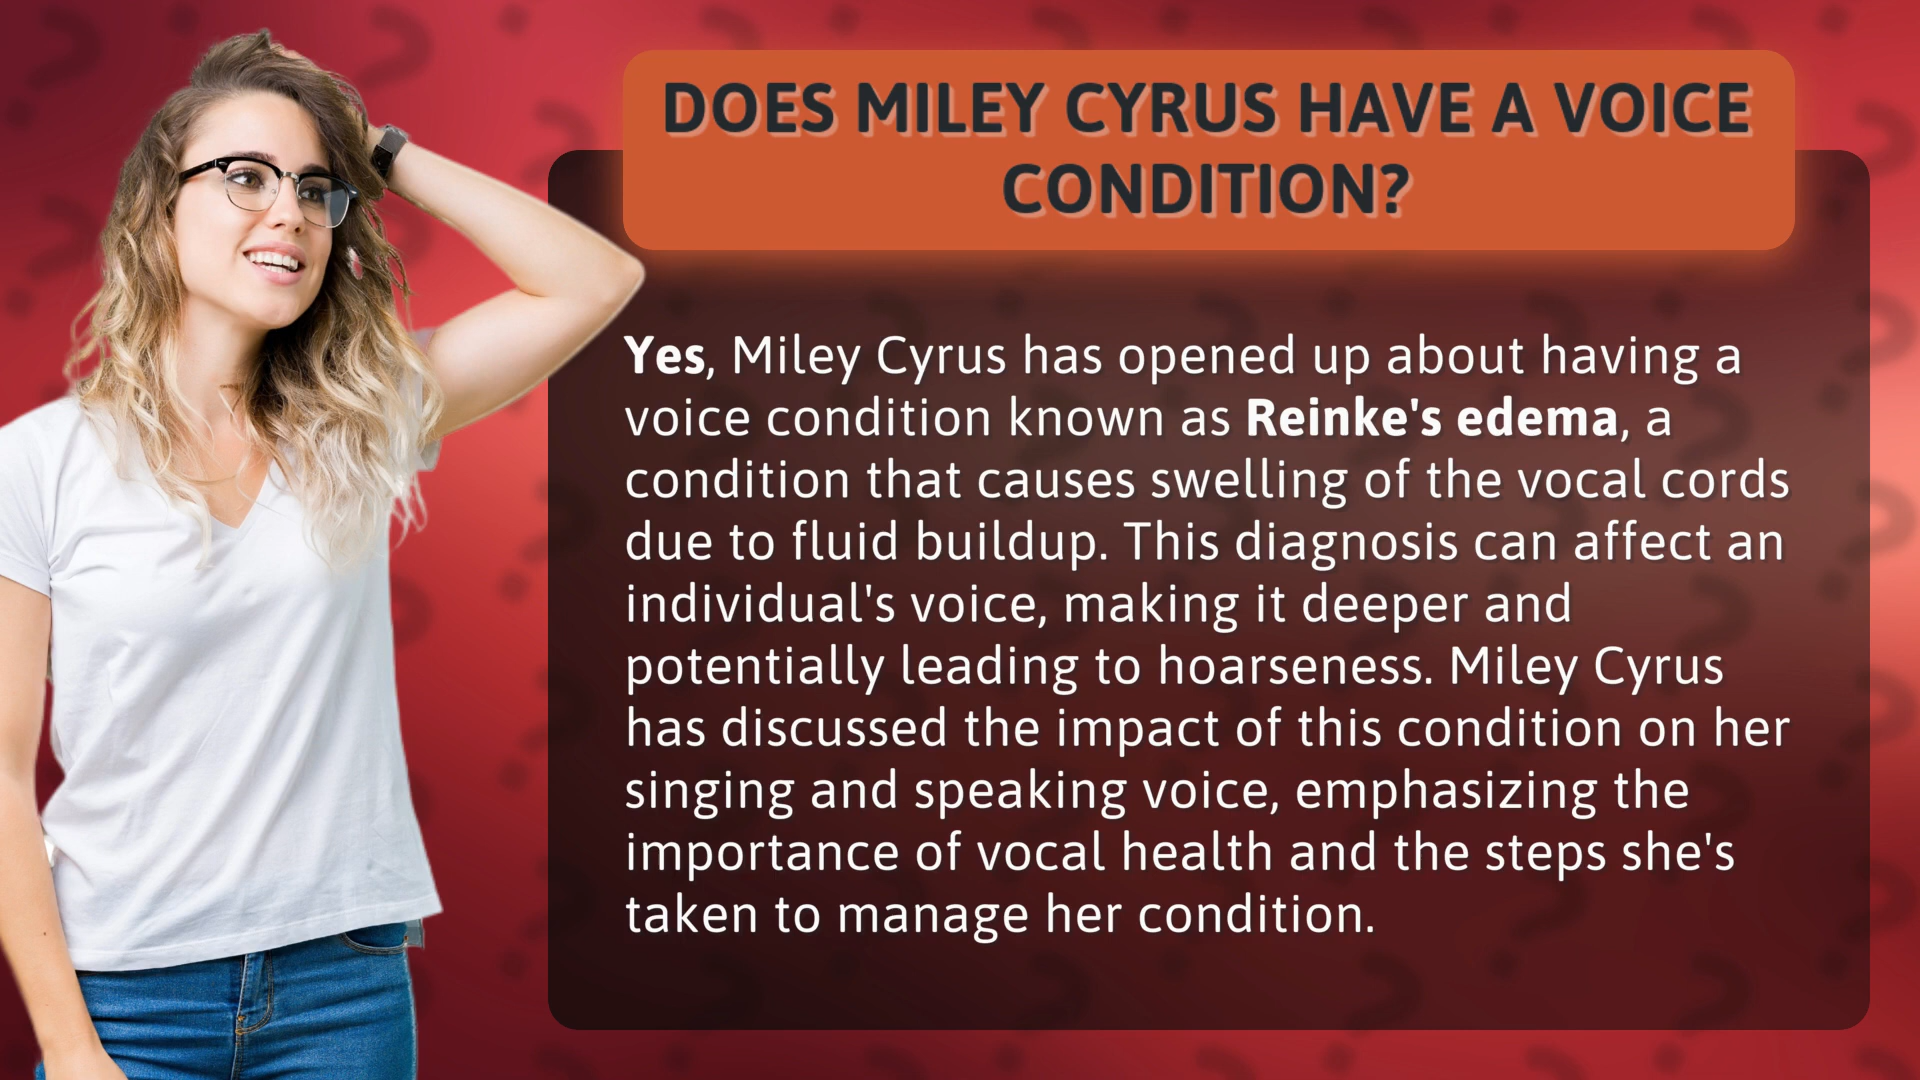 DOES MILEY CYRUS HAVE A VOICE
CONDITION?
Yes, Miley Cyrus has opened up about having a
voice condition known as Reinke's edema, a
condition that causes swelling of the vocal cords
due to fluid buildup. This diagnosis can affect an
individual's voice, making it deeper and
potentially leading to hoarseness. Miley Cyrus
has discussed the impact of this condition on her
singing and speaking voice, emphasizing the
importance of vocal health and the steps she's
taken to manage her condition.